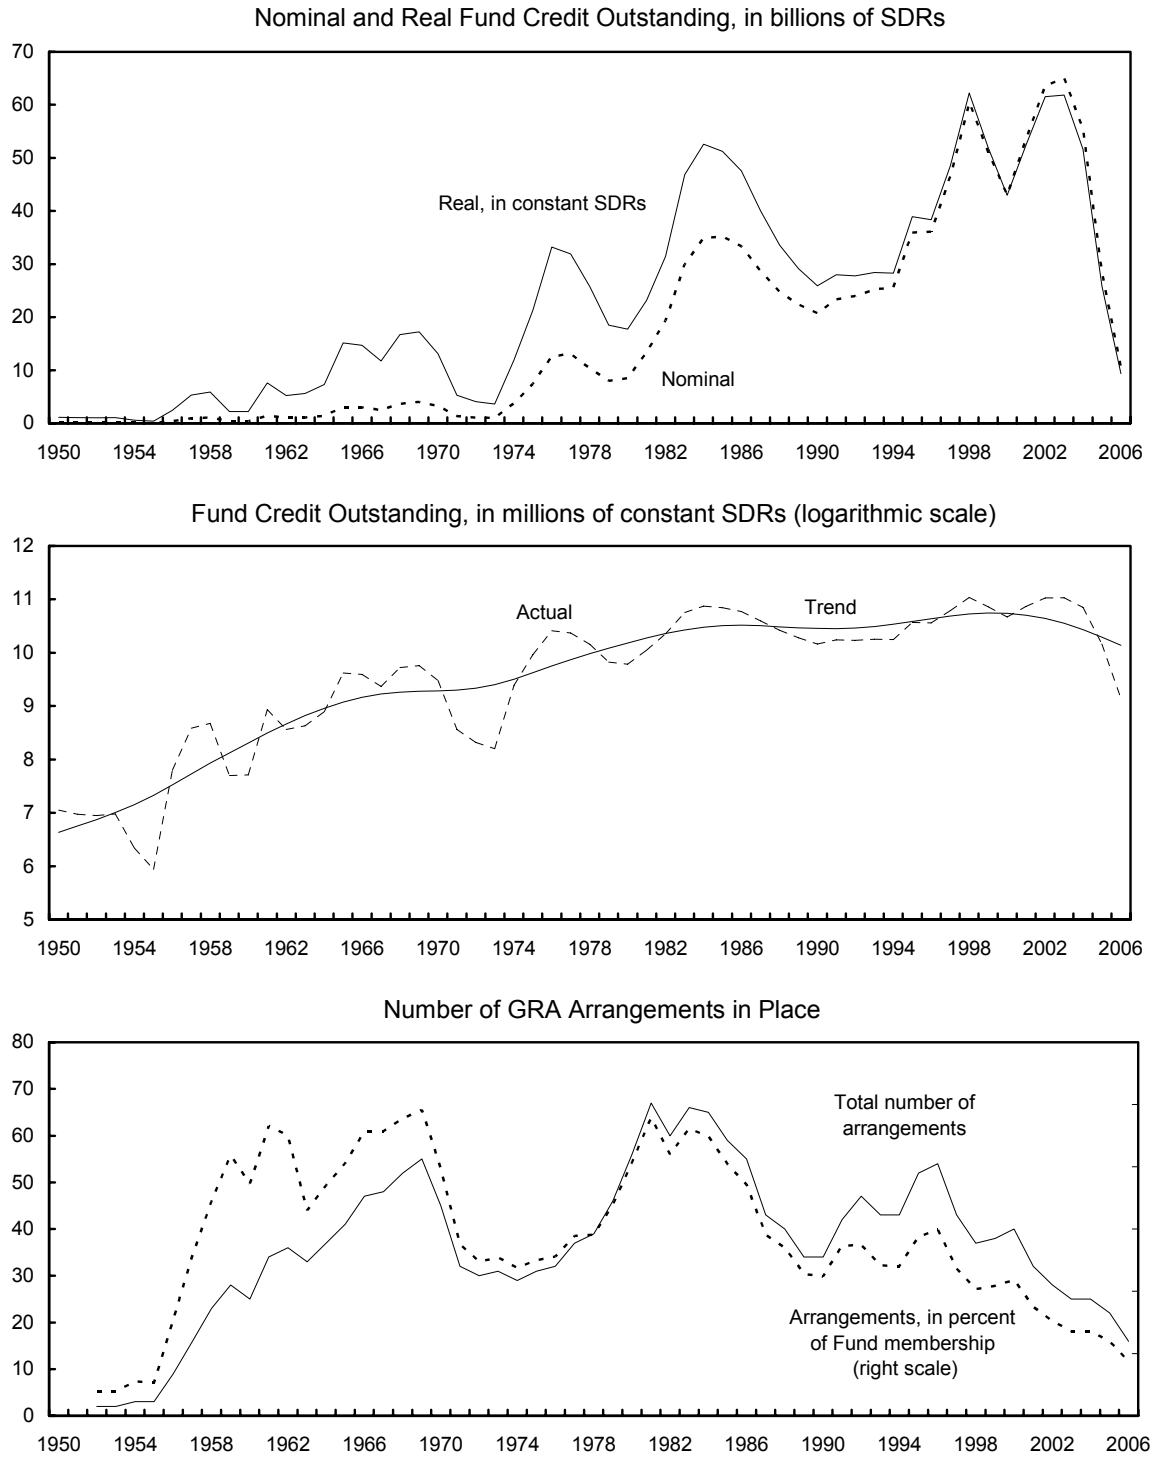 Nominal and Real Fund Credit Outstanding, in billions of SDRs
70
60
50
40
30
20
10
0
Real, in constant SDRs
Nominal
1950 1954 1958 1962 1966 1970 1974 1978 1982 1986 1990 1994 1998 2002 2006
Fund Credit Outstanding, in millions of constant SDRs (logarithmic scale)
12
11
10
9
8
7
6
5
Actual
Trend
1950 1954 1958 1962 1966 1970 1974 1978 1982 1986 1990 1994 1998 2002 2006
Number of GRA Arrangements in Place
80
70
60
50
40
30
20
10
0
Total number of
arrangements
Arrangements, in percent
of Fund membership
(right scale)
1950 1954 1958 1962 1966 1970 1974 1978 1982 1986 1990 1994 1998 2002 2006